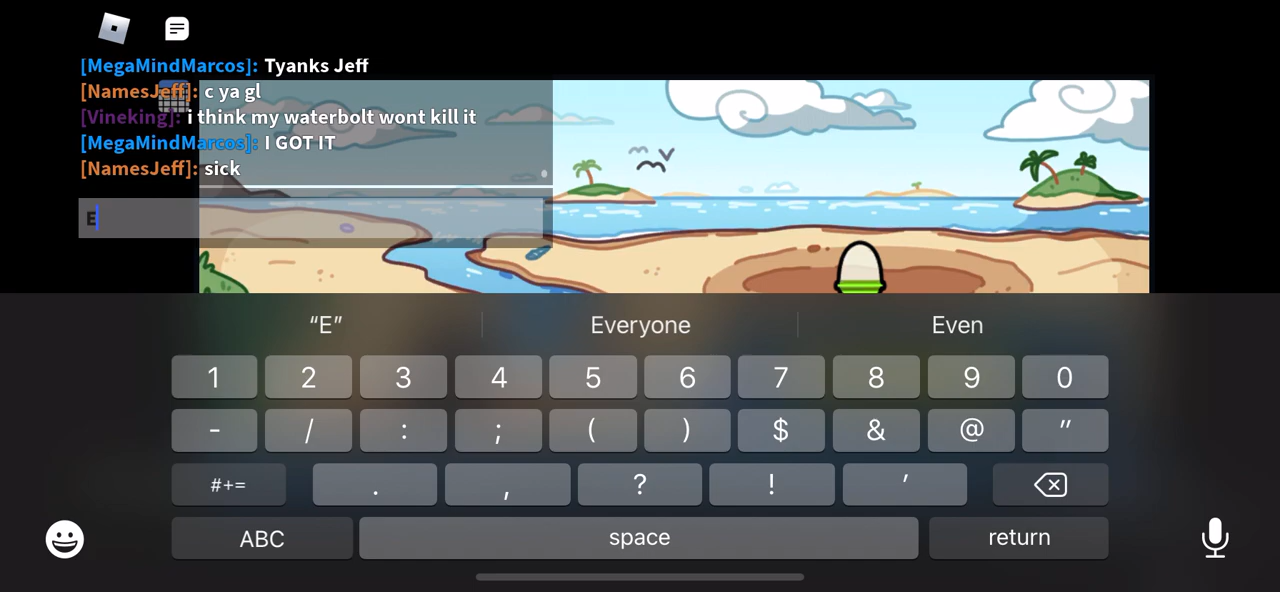 [MegaMindMarcos]: Tyanks Jeff
[NamesJeff]: c ya gl
[Vineking]: i think my waterbolt wont kill it
[MegaMindMarcos]: I GOT IT
[NamesJeff]: sick
E
“E” Everyone Even
1 2 3 4 5 6 7 8 9 0
- / : ; ( ) $ & @ "
#+= . , ? ! '
ABC space return